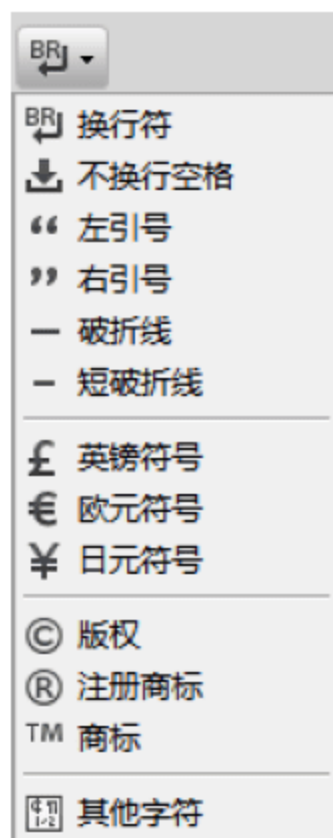 BR
BR 换行符
不换行空格
“ 左引号
” 右引号
— 破折线
– 短破折线
£ 英镑符号
€ 欧元符号
¥ 日元符号
© 版权
® 注册商标
TM 商标
其他字符